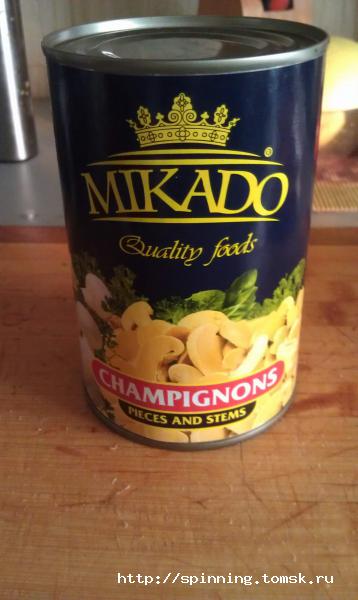 MIKADO®
Quality foods
CHAMPIGNONS
PIECES AND STEMS
http://spinning.tomsk.ru